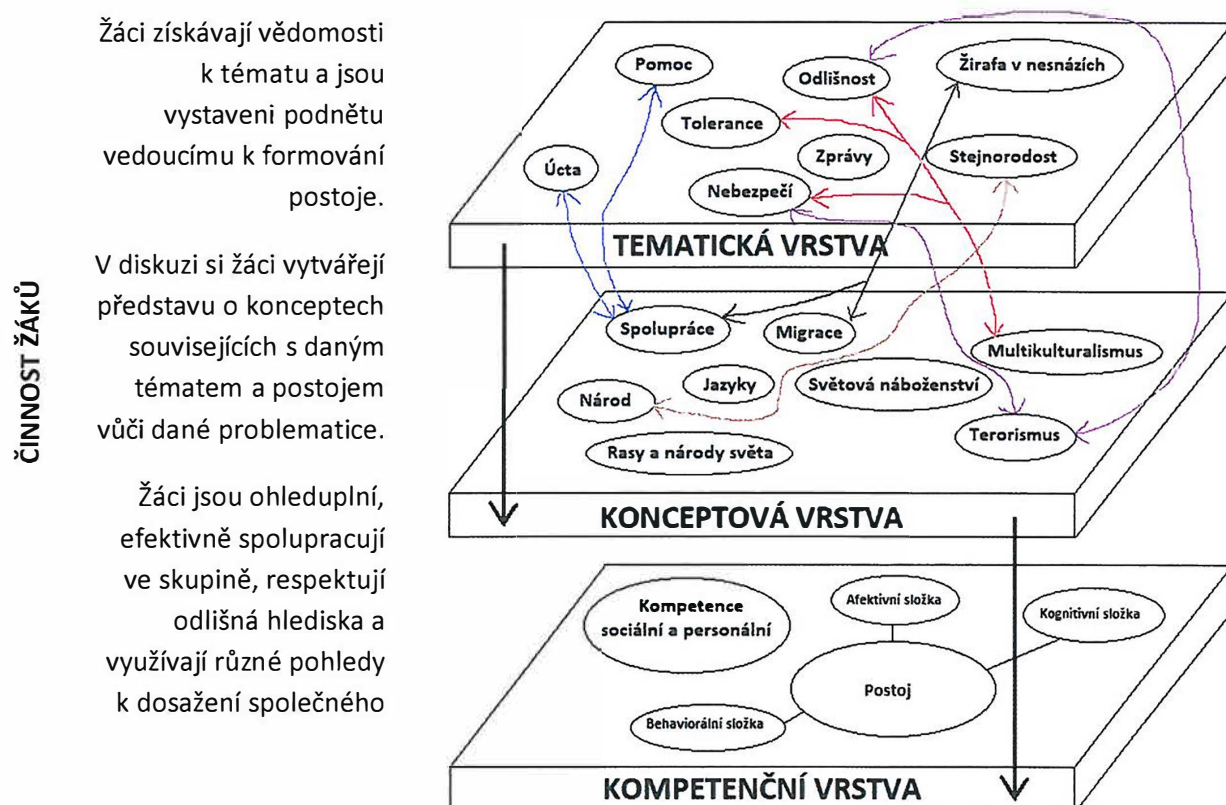 ČINNOST ŽÁKŮ
Žáci získávají vědomosti
k tématu a jsou
vystaveni podnětu
vedoucímu k formování
postoje.
V diskuzi si žáci vytvářejí
představu o konceptech
souvisejících s daným
tématem a postojem
vůči dané problematice.
Žáci jsou ohleduplní,
efektivně spolupracují
ve skupině, respektují
odlišná hlediska a
využívají různé pohledy
k dosažení společného
Pomoc
Odlišnost
Žirafa v nesnázích
Tolerance
Zprávy
Stejnorodost
Úcta
Nebezpečí
TEMATICKÁ VRSTVA
Spolupráce
Migrace
Multikulturalismus
Jazyky
Světová náboženství
Národ
Terorismus
Rasy a národy světa
KONCEPTOVÁ VRSTVA
Kompetence
sociální a personální
Afektivní složka
Kognitivní složka
Postoj
Behaviorální složka
KOMPETENČNÍ VRSTVA